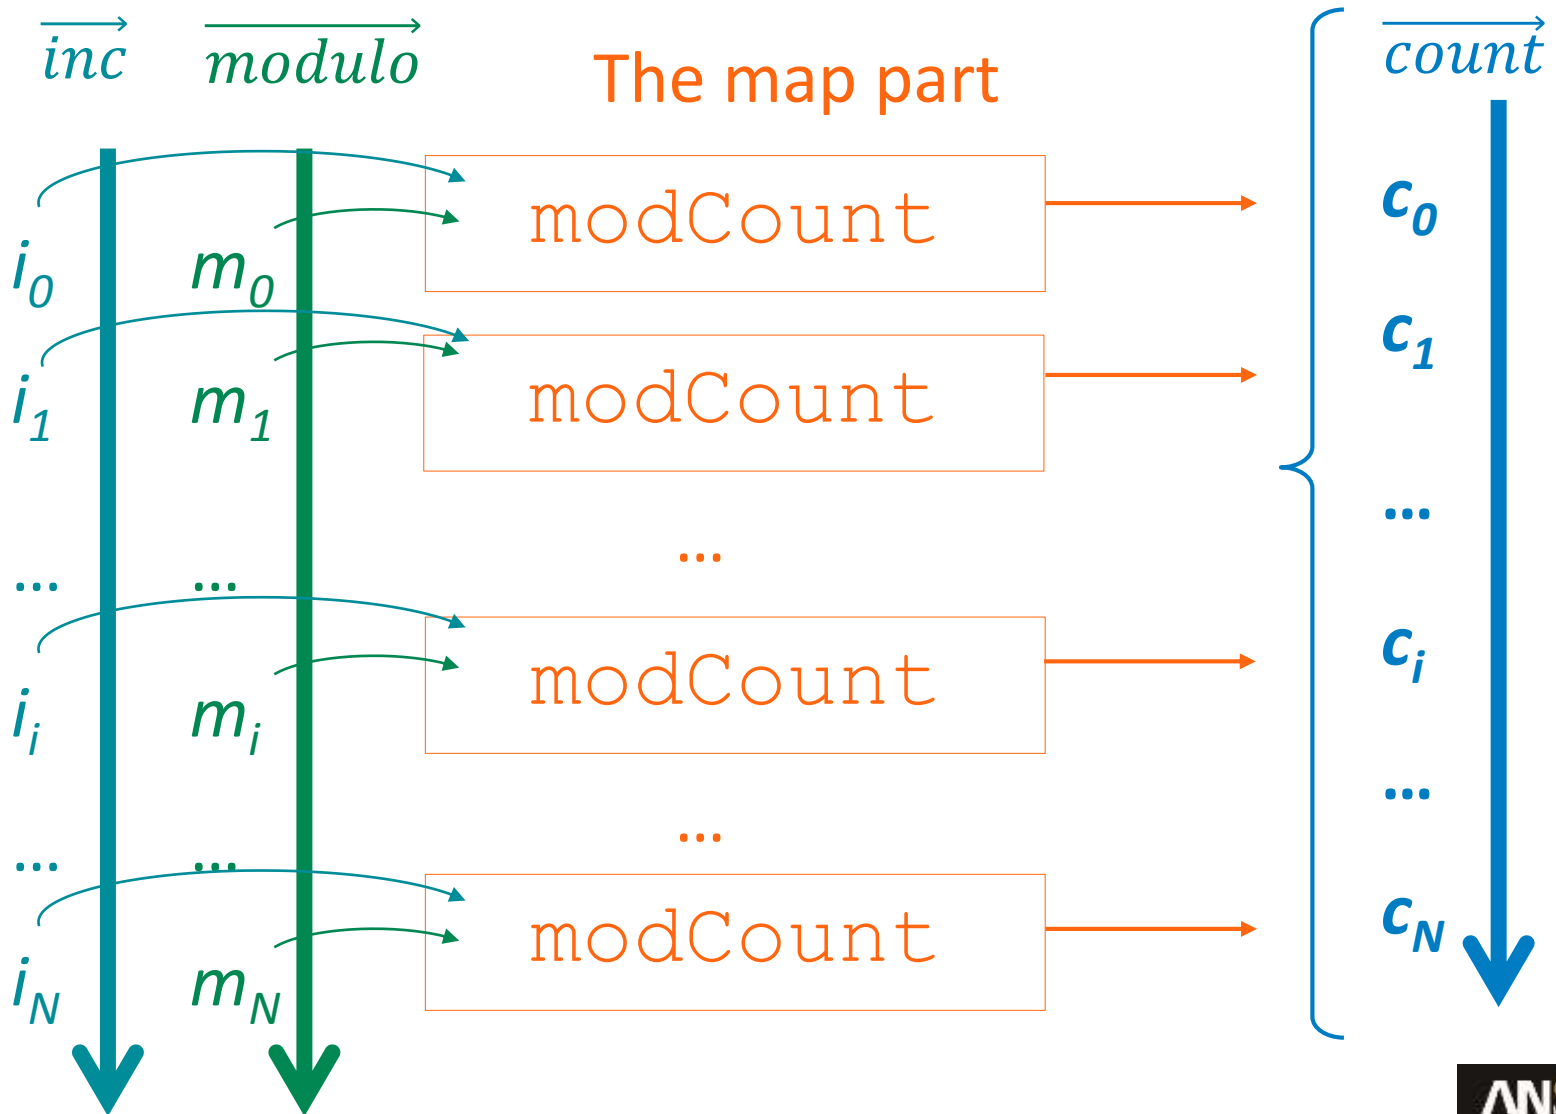 inc modulo The map part count
modCount c0
i0 m0
modCount c1
i1 m1
...
...
... ...
modCount ci
ii mi
...
...
... ...
modCount cN
iN mN